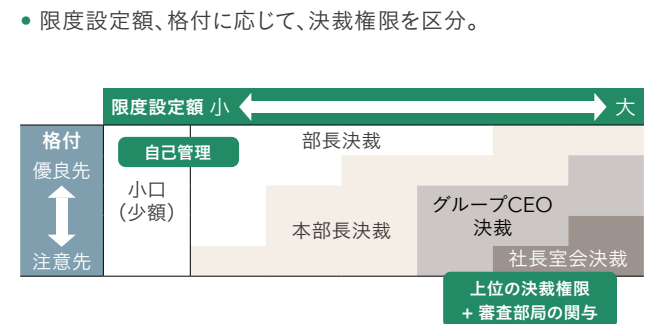 • 限度設定額、格付に応じて、決裁権限を区分。
限度設定額 小
大
格付
優良先
注意先
自己管理
部長決裁
小口
(少額)
本部長決裁
グループCEO
決裁
社長室会決裁
上位の決裁権限
+ 審査部局の関与